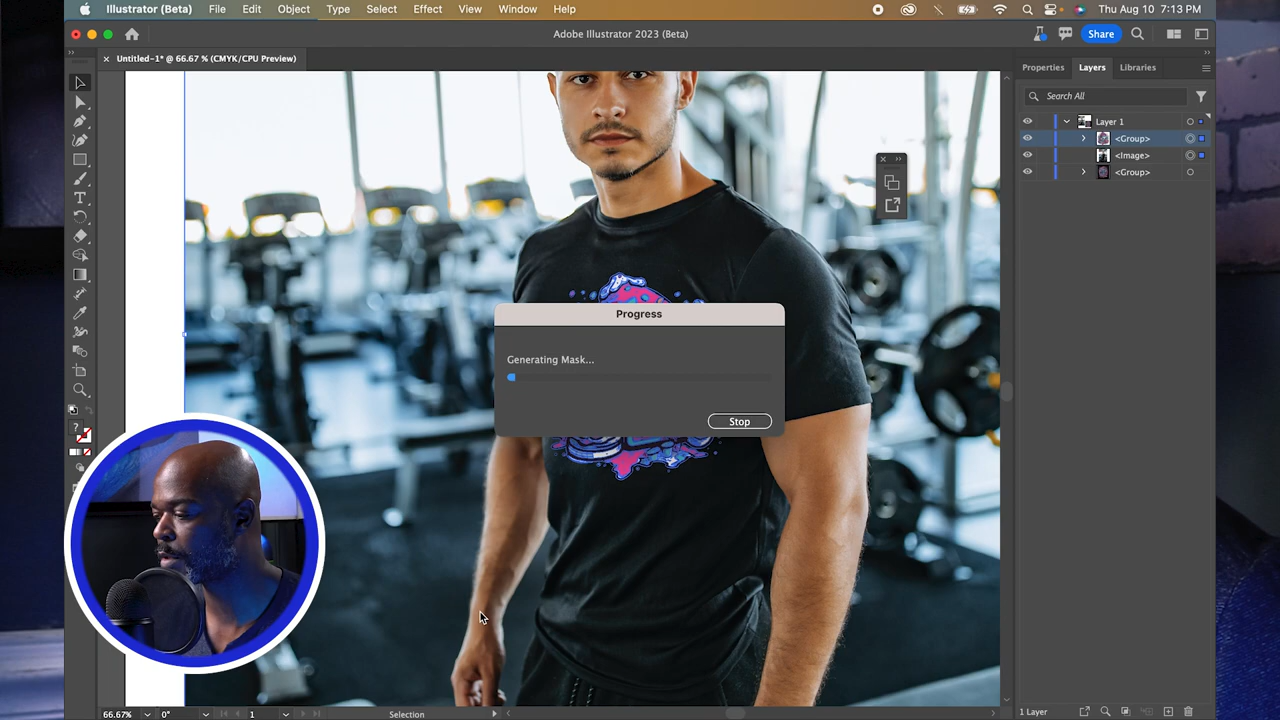 Illustrator (Beta) File Edit Object Type Select Effect View Window Help Thu Aug 10 7:13 PM
Adobe Illustrator 2023 (Beta)
Share
Untitled-1* @ 66.67 % (CMYK/CPU Preview)
Properties Layers Libraries
Search All
Layer 1
<Group>
<Image>
<Group>
Progress
Generating Mask...
Stop
66.67% 0° 1 Selection
1 Layer